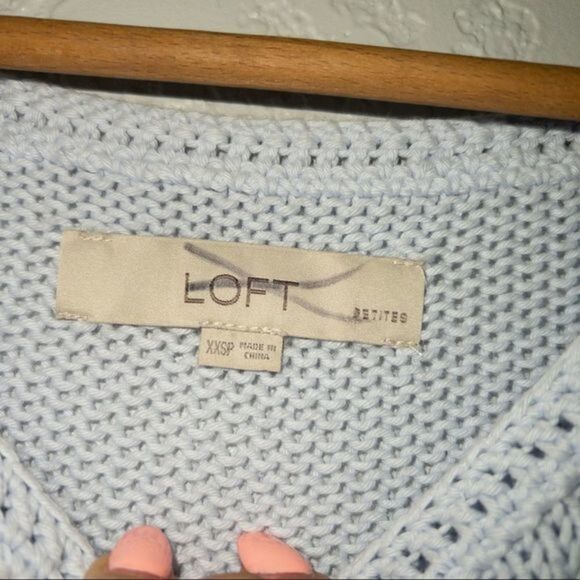 LOFT
PETITES
XXSP MADE IN
CHINA